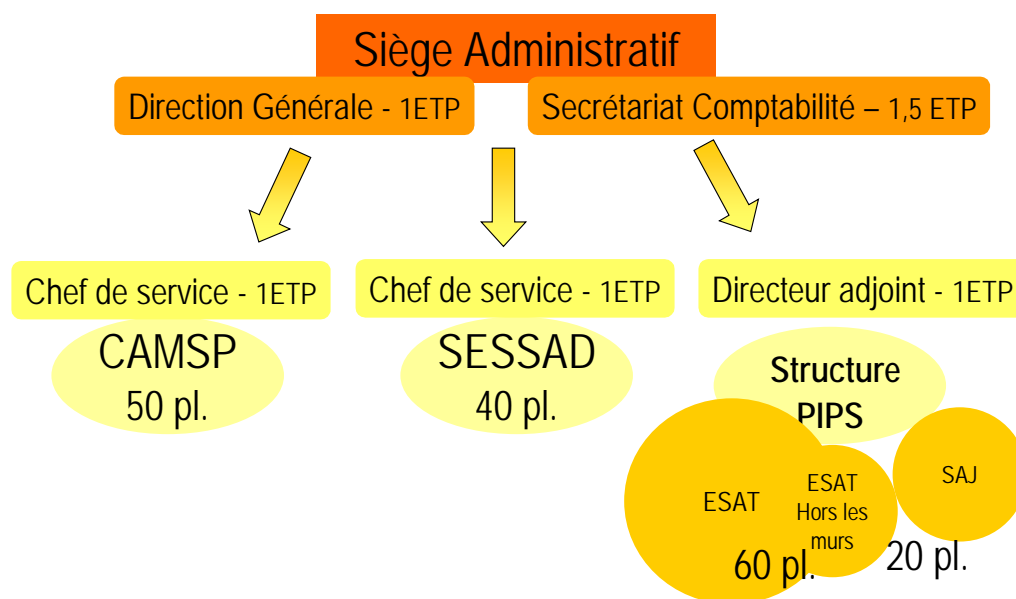 Siège Administratif
Direction Générale - 1ETP
Secrétariat Comptabilité – 1,5 ETP
Chef de service - 1ETP
Chef de service - 1ETP
Directeur adjoint - 1ETP
CAMSP
50 pl.
SESSAD
40 pl.
Structure
PIPS
ESAT
ESAT
Hors les
murs
SAJ
60 pl.
20 pl.